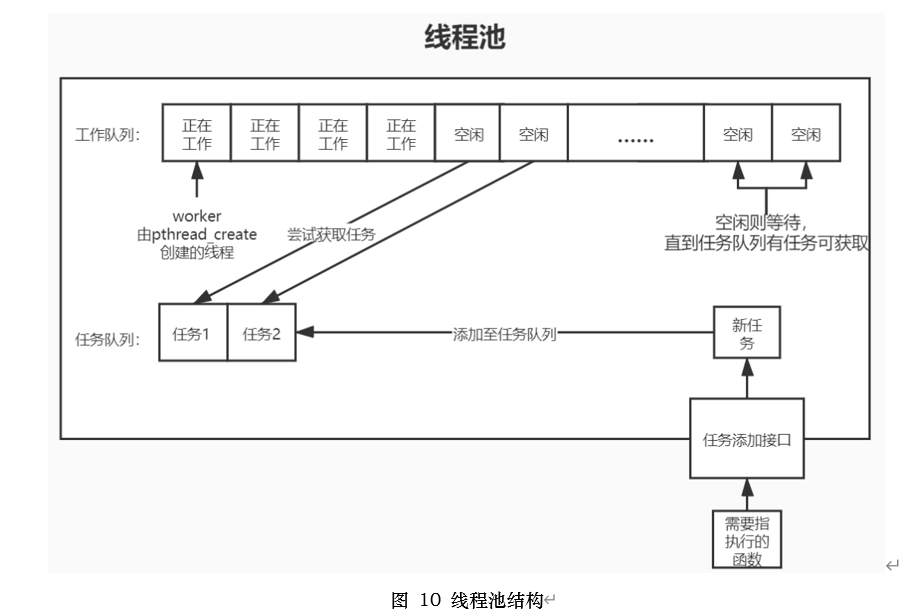 线程池
工作队列：
正在
工作
正在
工作
正在
工作
正在
工作
空闲
空闲
......
空闲
空闲
worker
由pthread_create
创建的线程
尝试获取任务
空闲则等待，
直到任务队列有任务可获取
任务队列：
任务1
任务2
添加至任务队列
新任
务
任务添加接口
需要指
执行的
函数
图 10 线程池结构